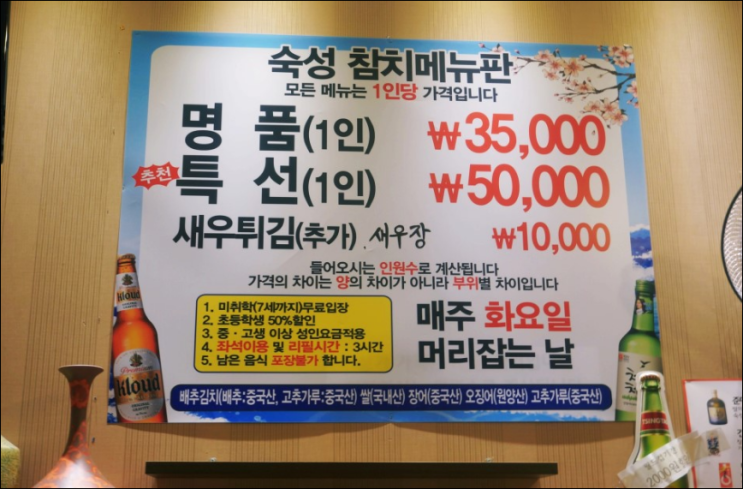 숙성 참치메뉴판
모든 메뉴는 1인당 가격입니다
명 품(1인) ₩35,000
추천 특 선(1인) ₩50,000
새우튀김(추가) 새우장 ₩10,000
들어오시는 인원수로 계산됩니다
가격의 차이는 양의 차이가 아니라 부위별 차이입니다
1. 미취학(7세까지)무료입장
2. 초등학생 50%할인
3. 중·고생 이상 성인요금적용
4. 좌석이용 및 리필시간 : 3시간
5. 남은 음식 포장불가 합니다.
매주 화요일
머리잡는 날
배추김치(배추:중국산, 고추가루:중국산) 쌀(국내산) 장어(중국산) 오징어(원양산) 고추가루(중국산)
Kloud
Kloud